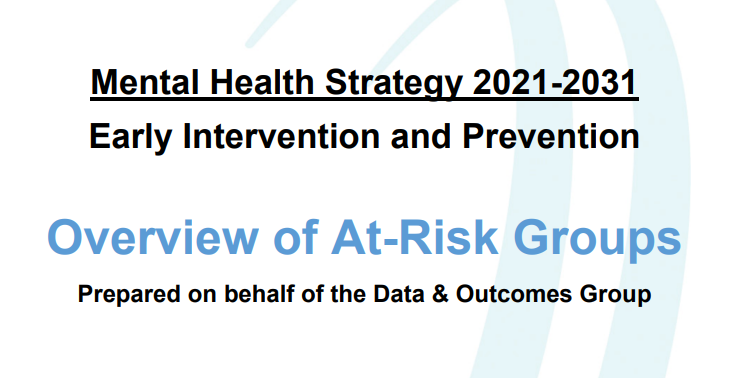 Mental Health Strategy 2021-2031
Early Intervention and Prevention
Overview of At-Risk Groups
Prepared on behalf of the Data & Outcomes Group